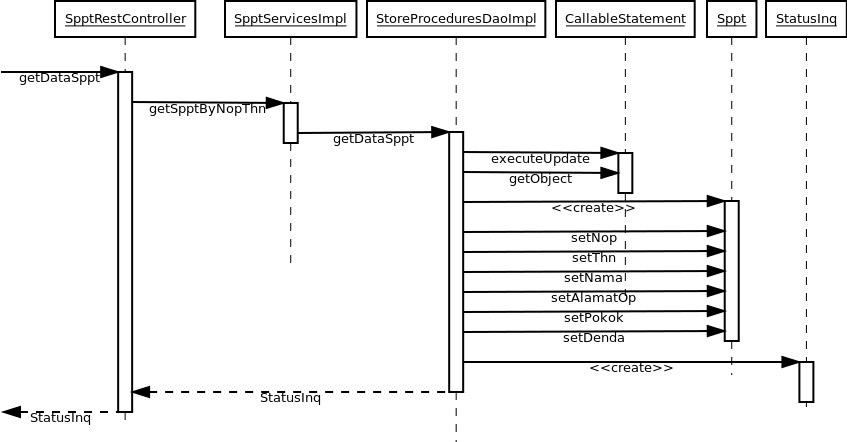 SpptRestController
SpptServicesImpl
StoreProceduresDaoImpl
CallableStatement
Sppt
StatusInq
getDataSppt
getSpptByNopThn
getDataSppt
executeUpdate
getObject
<<create>>
setNop
setThn
setNama
setAlamatOp
setPokok
setDenda
<<create>>
StatusInq
StatusInq